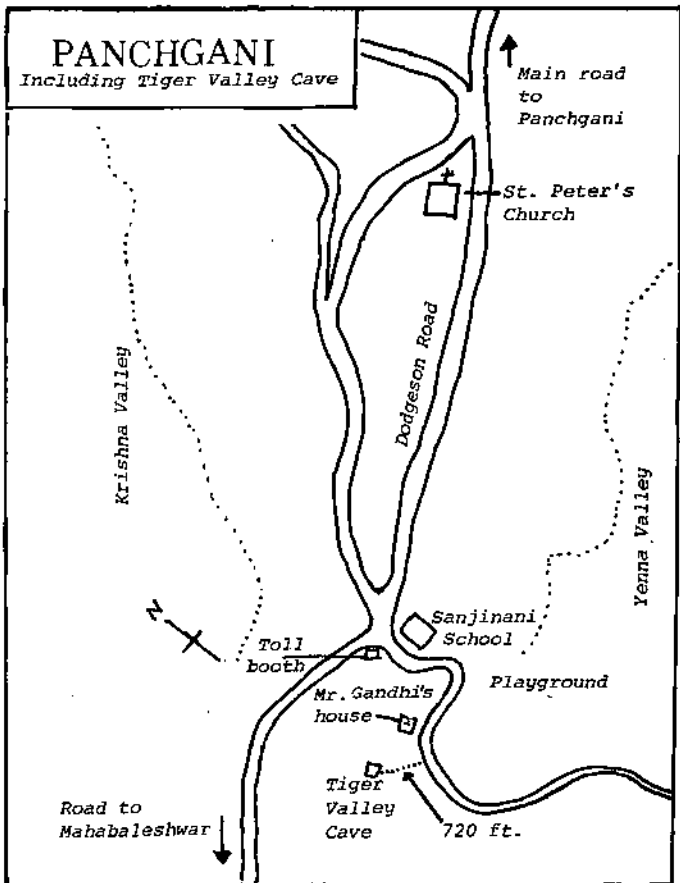 PANCHGANI
Including Tiger Valley Cave
Main road
to
Panchgani
St. Peter's
Church
Dodgeson Road
Krishna Valley
Yenna Valley
N
Sanjinani
School
Toll
booth
Playground
Mr. Gandhi's
house
Tiger
Valley
Cave
720 ft.
Road to
Mahabaleshwar